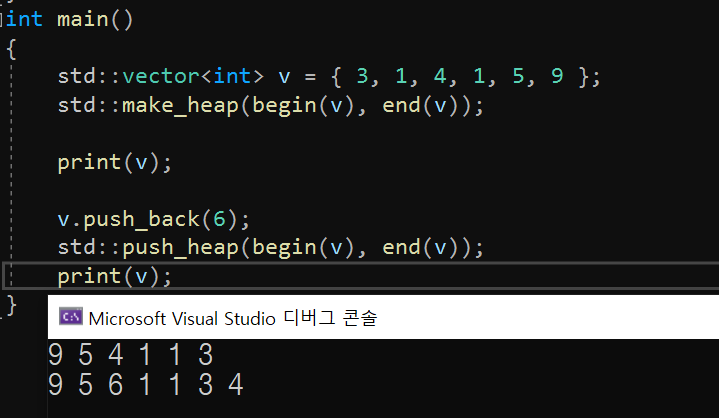 int main()
{
std::vector<int> v = { 3, 1, 4, 1, 5, 9 };
std::make_heap(begin(v), end(v));
print(v);
v.push_back(6);
std::push_heap(begin(v), end(v));
print(v);
}
C:\ Microsoft Visual Studio 디버그 콘솔
9 5 4 1 1 3
9 5 6 1 1 3 4